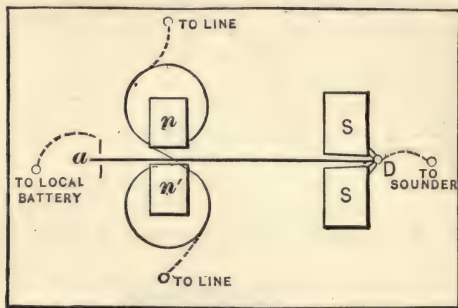 TO LINE
n
S
a
D
TO LOCAL
BATTERY
n'
S
TO
SOUNDER
TO LINE